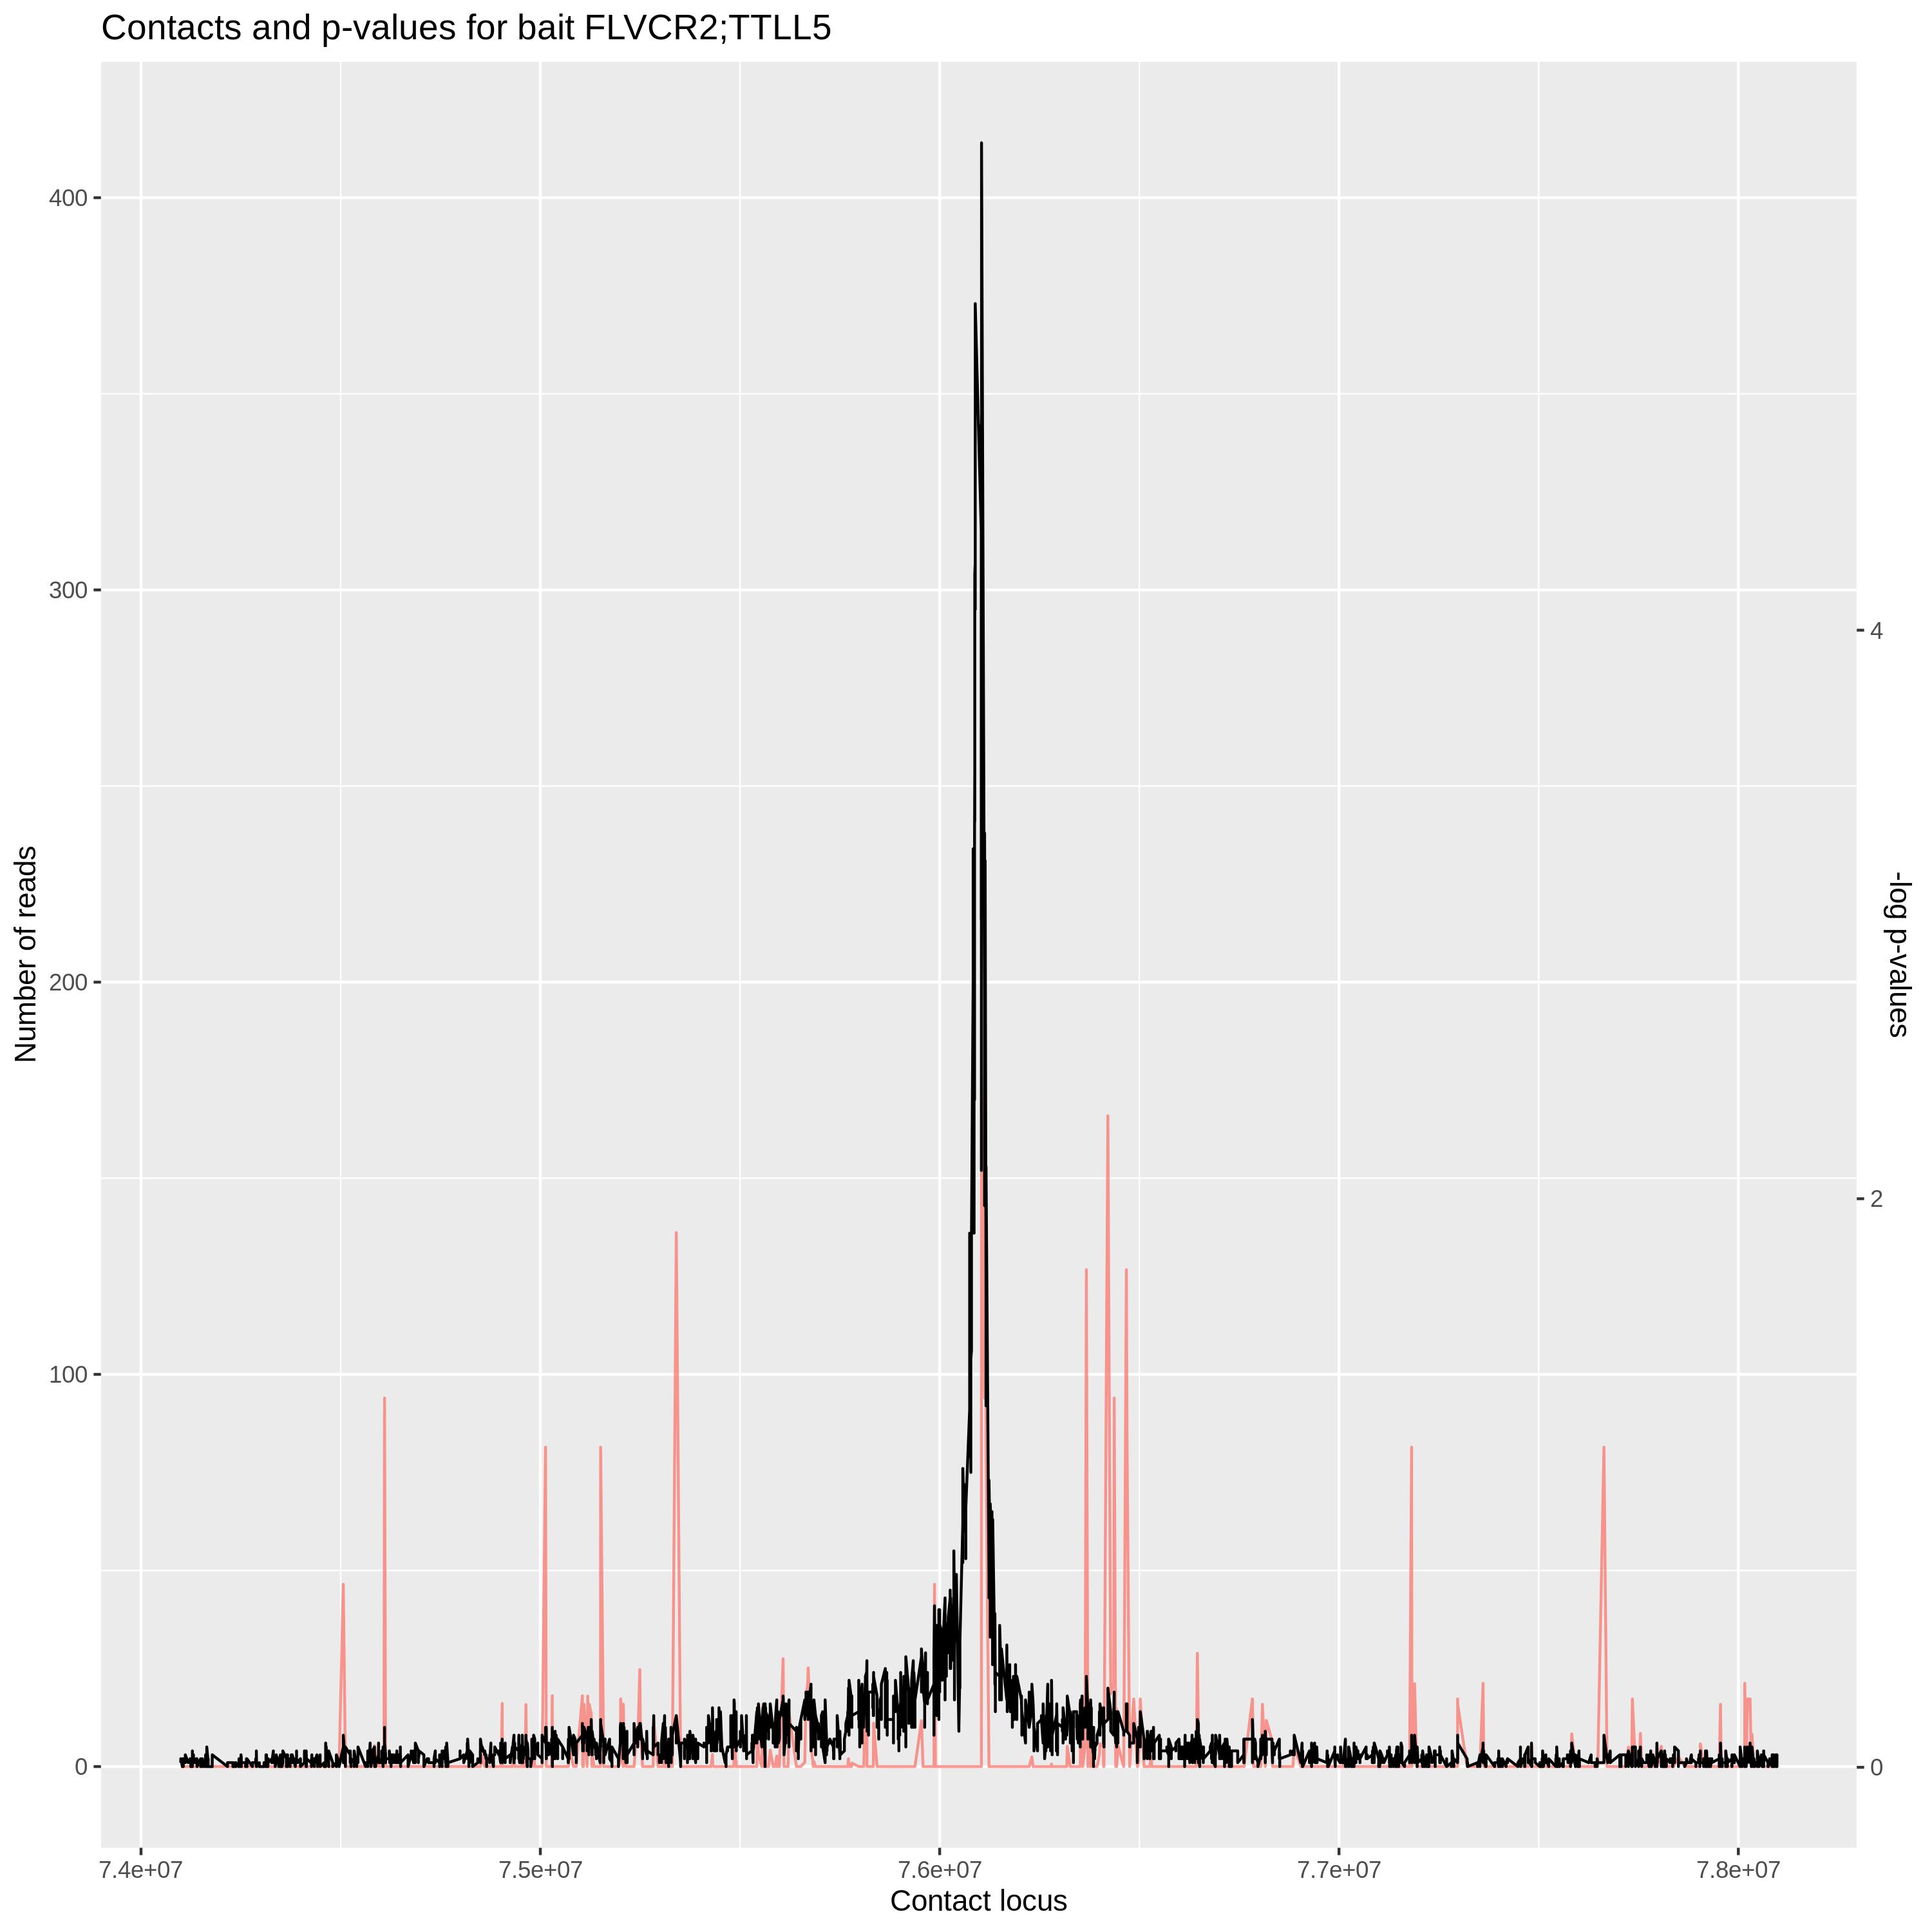 Contacts and p-values for bait FLVCR2;TTLL5
400
300
200
100
0
Number of reads
4
2
0
-log p-values
7.4e+07
7.5e+07
7.6e+07
7.7e+07
7.8e+07
Contact locus